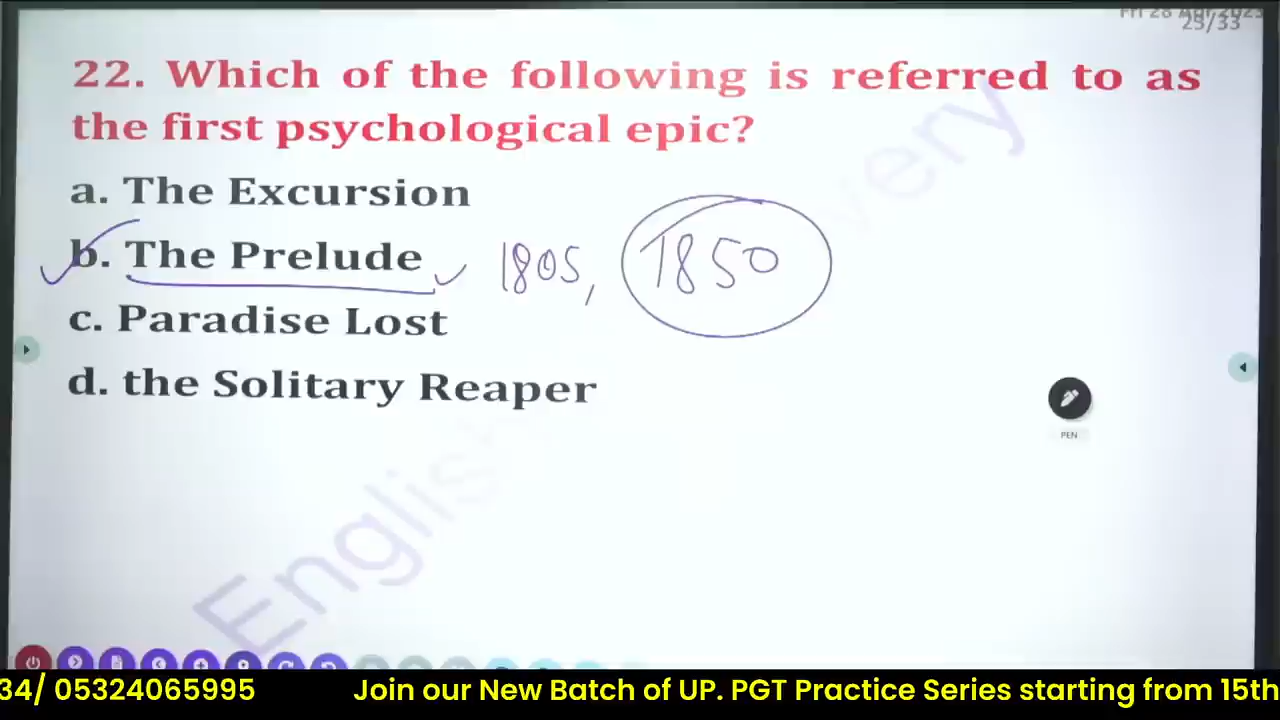 25/33
22. Which of the following is referred to as
the first psychological epic?
a. The Excursion
b. The Prelude 1805, 1850
c. Paradise Lost
d. the Solitary Reaper
PEN
34/ 05324065995 Join our New Batch of UP. PGT Practice Series starting from 15th